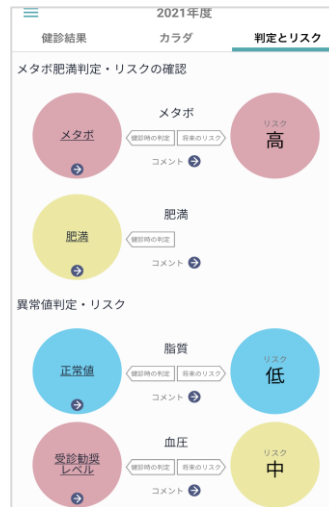 2021年度
健診結果 カラダ 判定とリスク
メタボ肥満判定・リスクの確認
メタボ
メタボ
健診時の判定 将来のリスク
コメント
リスク
高
肥満
肥満
健診時の判定
コメント
異常値判定・リスク
正常値
脂質
健診時の判定 将来のリスク
コメント
リスク
低
受診勧奨
レベル
血圧
健診時の判定 将来のリスク
コメント
リスク
中